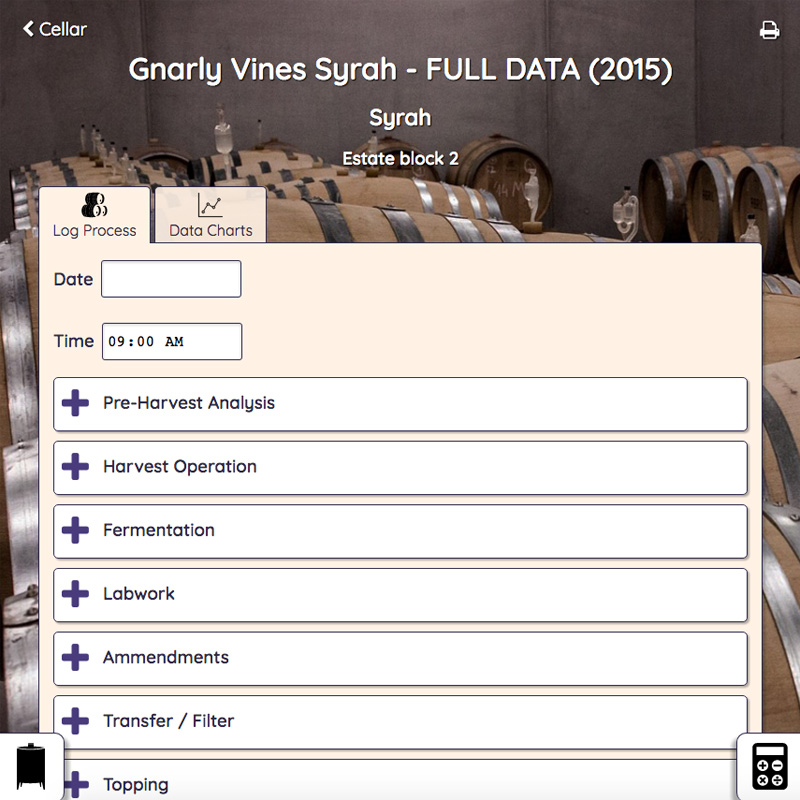 Cellar
Gnarly Vines Syrah - FULL DATA (2015)
Syrah
Estate block 2
Log Process
Data Charts
Date
Time 09:00 AM
Pre-Harvest Analysis
Harvest Operation
Fermentation
Labwork
Ammendments
Transfer / Filter
Topping